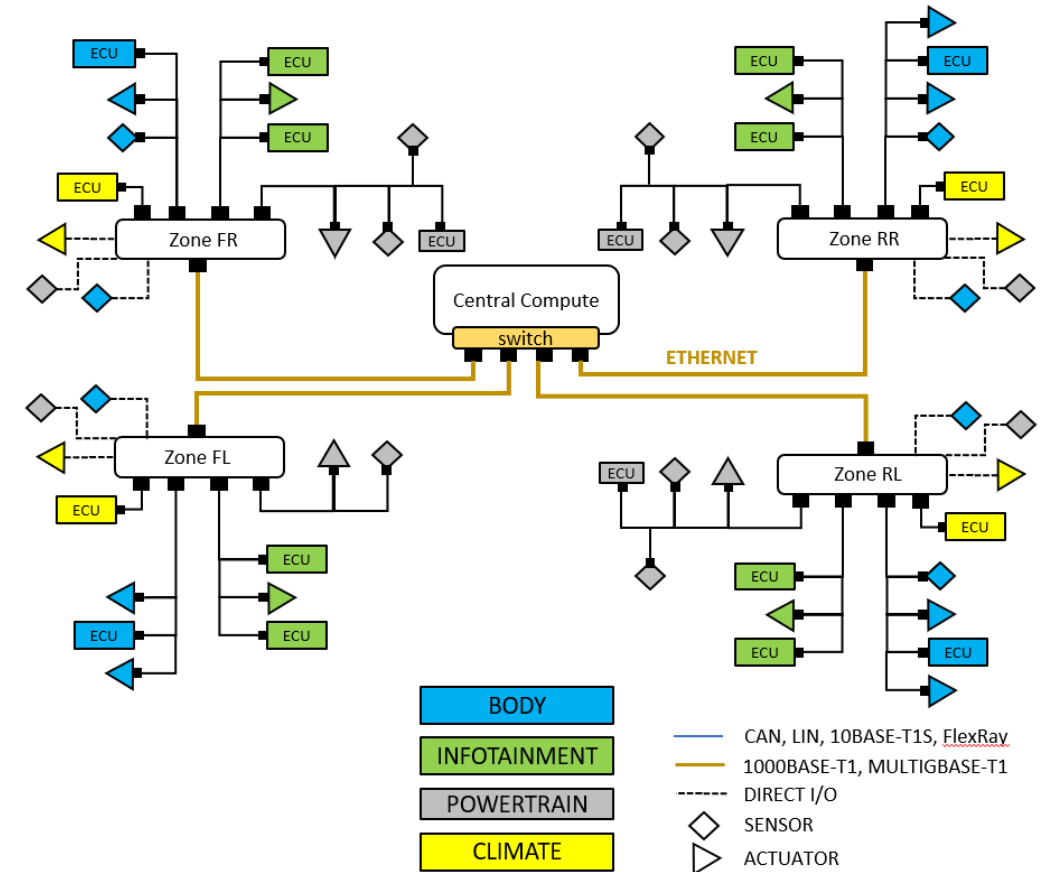 ECU
ECU
ECU
ECU
ECU
ECU
ECU
ECU
ECU
ECU
Zone FR
ECU
ECU
Zone RR
Central Compute
switch
ETHERNET
Zone FL
ECU
Zone RL
ECU
ECU
ECU
ECU
ECU
ECU
ECU
ECU
BODY
INFOTAINMENT
POWERTRAIN
CLIMATE
CAN, LIN, 10BASE-T1S, FlexRay
1000BASE-T1, MULTIGBASE-T1
DIRECT I/O
SENSOR
ACTUATOR